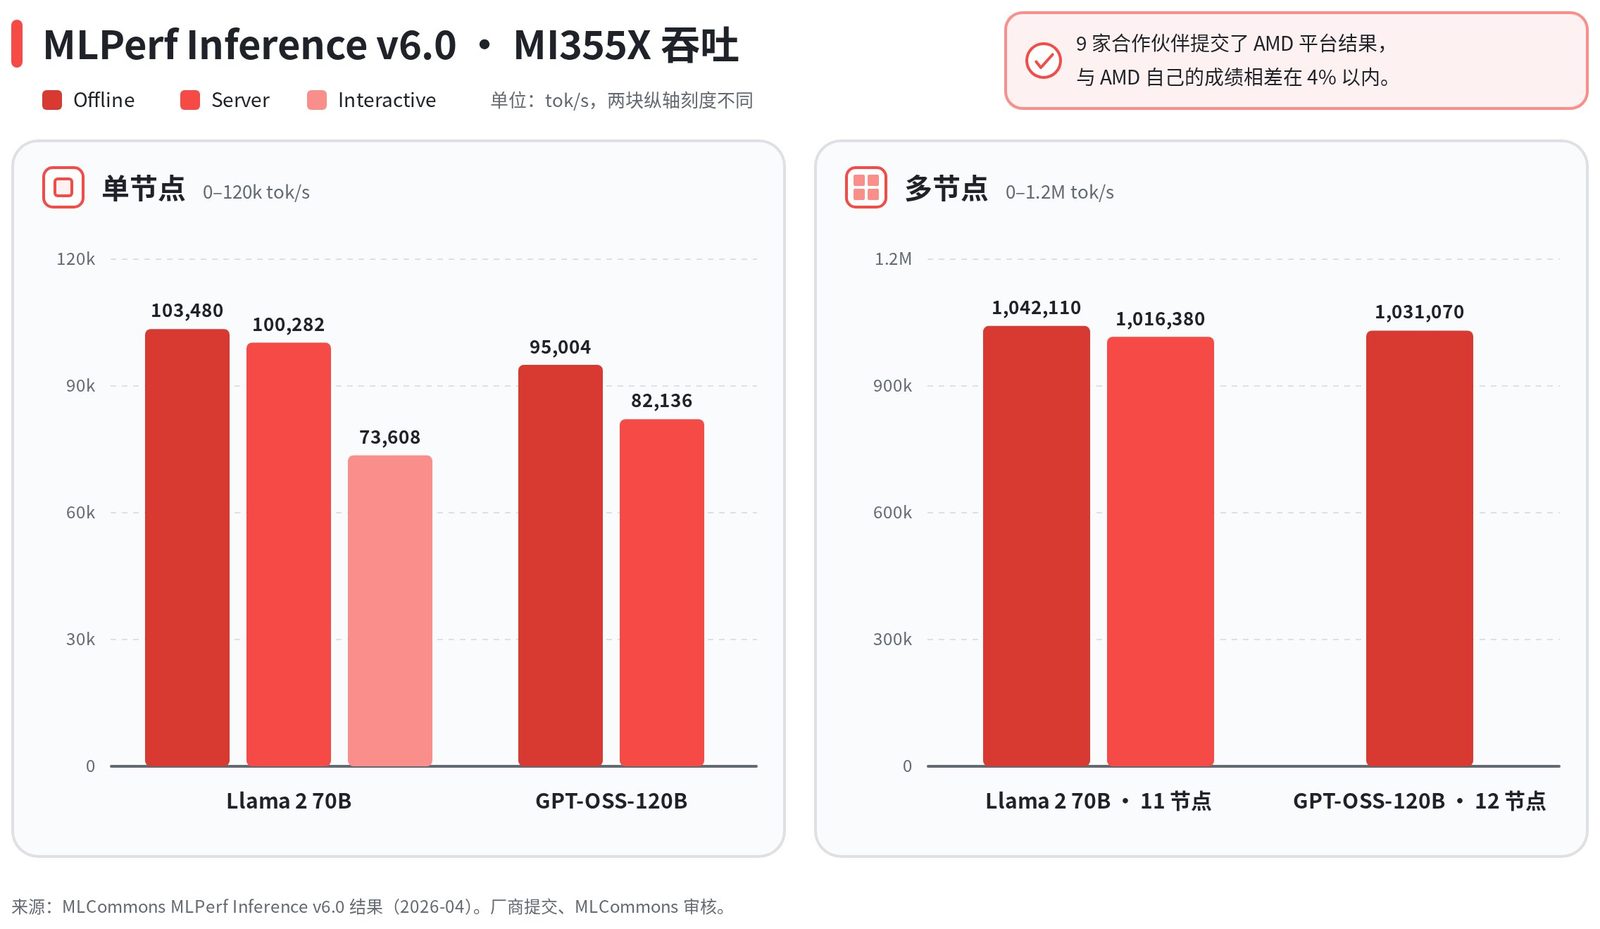 MLPerf Inference v6.0 · MI355X 吞吐
Offline Server Interactive 单位：tok/s，两块纵轴刻度不同
9 家合作伙伴提交了 AMD 平台结果，
与 AMD 自己的成绩相差在 4% 以内。
单节点 0–120k tok/s
120k
90k
60k
30k
0
103,480
100,282
73,608
95,004
82,136
Llama 2 70B
GPT-OSS-120B
多节点 0–1.2M tok/s
1.2M
900k
600k
300k
0
1,042,110
1,016,380
1,031,070
Llama 2 70B · 11 节点
GPT-OSS-120B · 12 节点
来源：MLCommons MLPerf Inference v6.0 结果（2026-04）。厂商提交、MLCommons 审核。